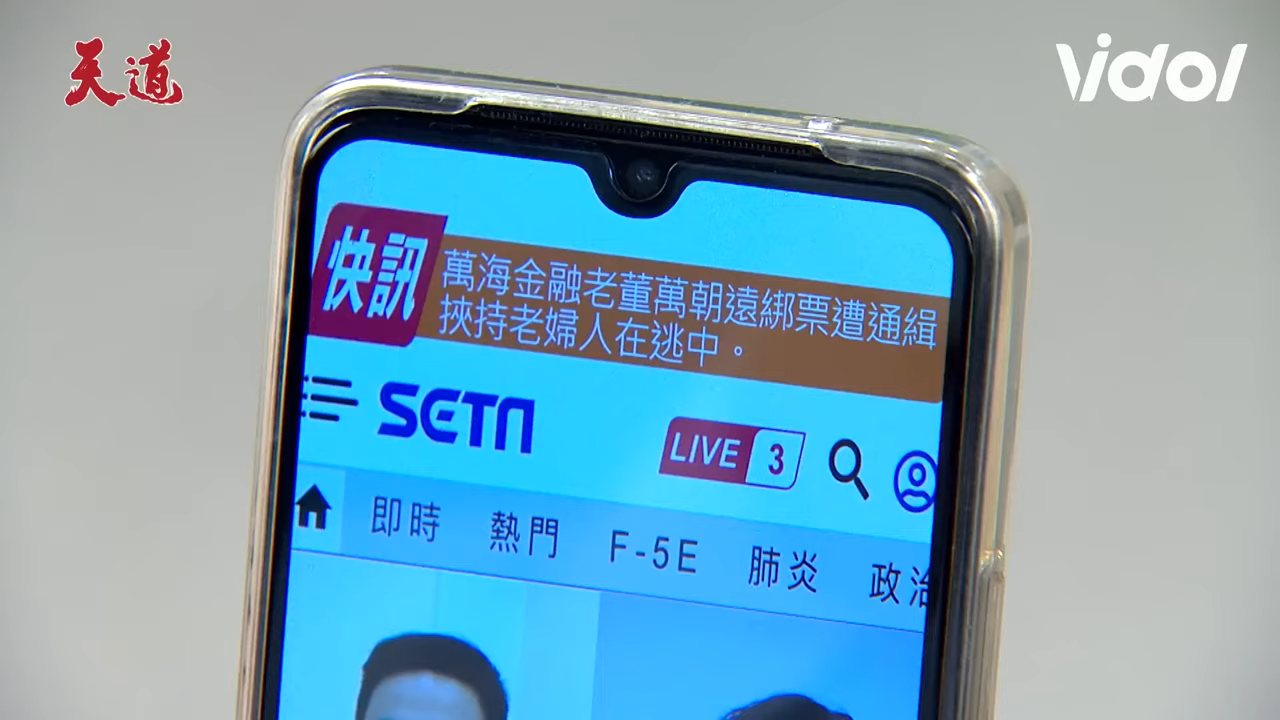 天道
Vidol
快訊
萬海金融老董萬朝遠綁票遭通緝
挾持老婦人在逃中。
SETN
LIVE 3
即時 熱門 F-5E 肺炎 政治